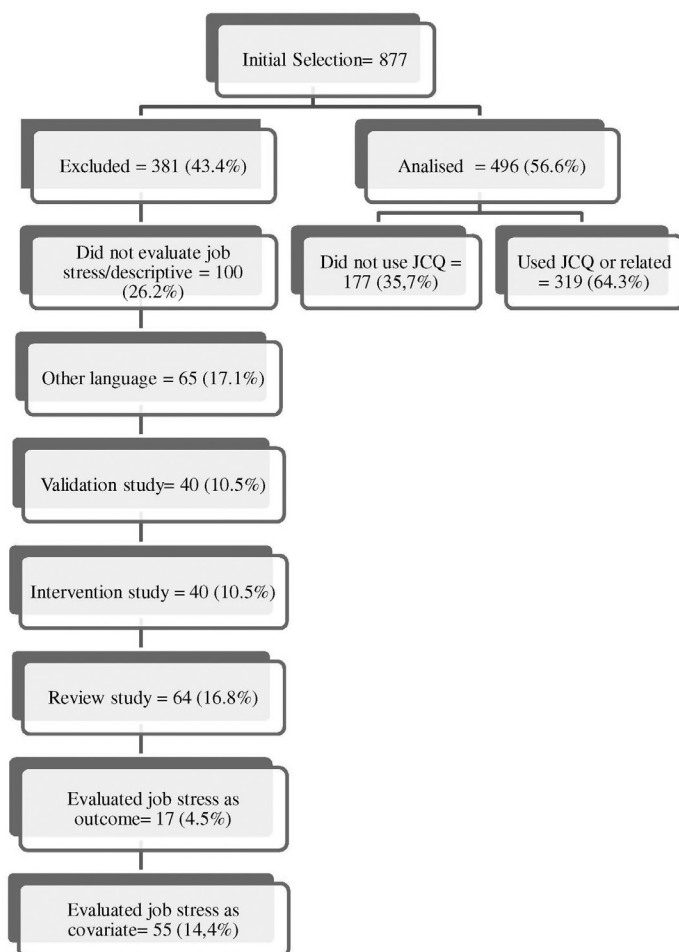 Initial Selection= 877
Excluded = 381 (43.4%)
Analised = 496 (56.6%)
Did not evaluate job
stress/descriptive = 100
(26.2%)
Did not use JCQ =
177 (35,7%)
Used JCQ or related
= 319 (64.3%)
Other language = 65 (17.1%)
Validation study= 40 (10.5%)
Intervention study = 40 (10.5%)
Review study = 64 (16.8%)
Evaluated job stress as
outcome= 17 (4.5%)
Evaluated job stress as
covariate= 55 (14,4%)